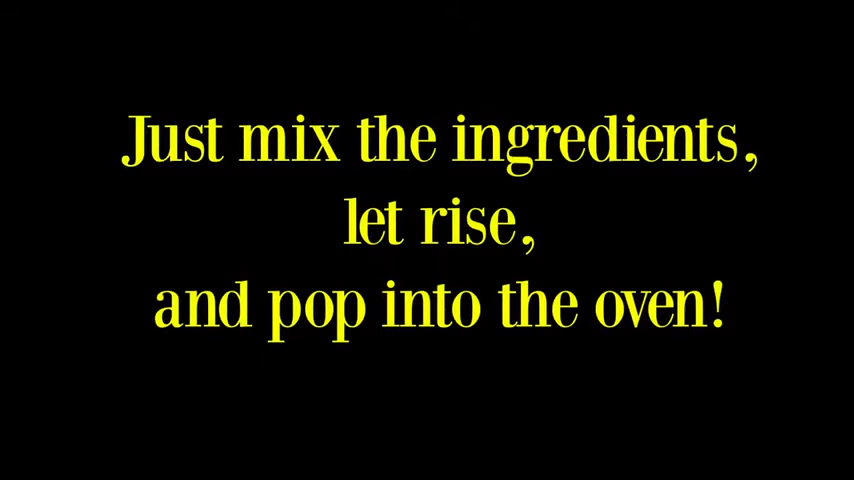 Just mix the ingredients,
let rise,
and pop into the oven!